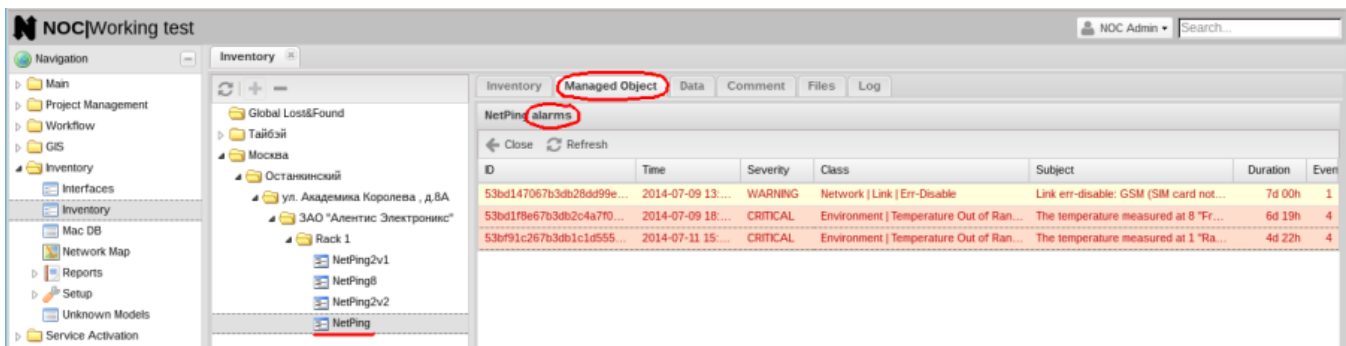 NOC|Working test
NOC Admin
Search...
Navigation
Main
Project Management
Workflow
GIS
Inventory
Interfaces
Inventory
Mac DB
Network Map
Reports
Setup
Unknown Models
Service Activation
Inventory
Global Lost&Found
Тайбэй
Москва
Останкинский
ул. Академика Королева , д.8А
ЗАО "Алентис Электроникс"
Rack 1
NetPing2v1
NetPing8
NetPing2v2
NetPing
Inventory Managed Object Data Comment Files Log
NetPing alarms
Close Refresh
ID Time Severity Class Subject Duration Even
53bd147067b3db28dd99e... 2014-07-09 13:... WARNING Network | Link | Err-Disable Link err-disable: GSM (SIM card not... 7d 00h 1
53bd1f8e67b3db2c4a7f0... 2014-07-09 18:... CRITICAL Environment | Temperature Out of Ran... The temperature measured at 8 "Fr... 6d 19h 4
53bf91c267b3db1c1d555... 2014-07-11 15:... CRITICAL Environment | Temperature Out of Ran... The temperature measured at 1 "Ra... 4d 22h 4